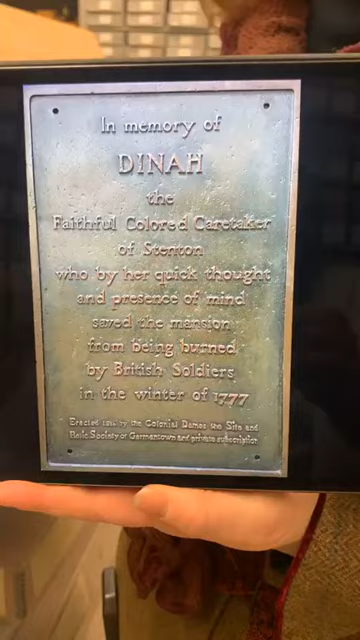 In memory of
DINAH
the
Faithful Colored Caretaker
of Stenton
who by her quick thought
and presence of mind
saved the mansion
from being burned
by British Soldiers
in the winter of 1777
Erected by the Colonial Dames the Site and
Relic Society of Germantown and private subscription